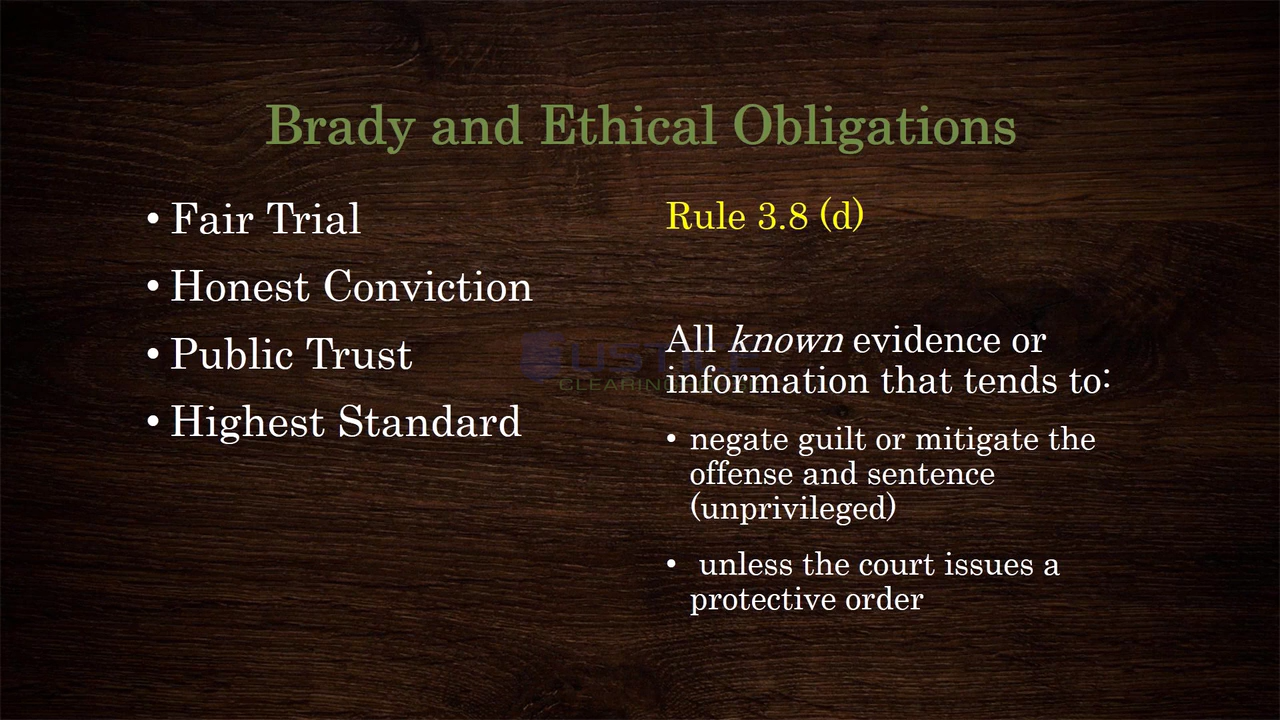 Brady and Ethical Obligations
• Fair Trial
• Honest Conviction
• Public Trust
• Highest Standard
Rule 3.8 (d)
All known evidence or
information that tends to:
• negate guilt or mitigate the
offense and sentence
(unprivileged)
• unless the court issues a
protective order